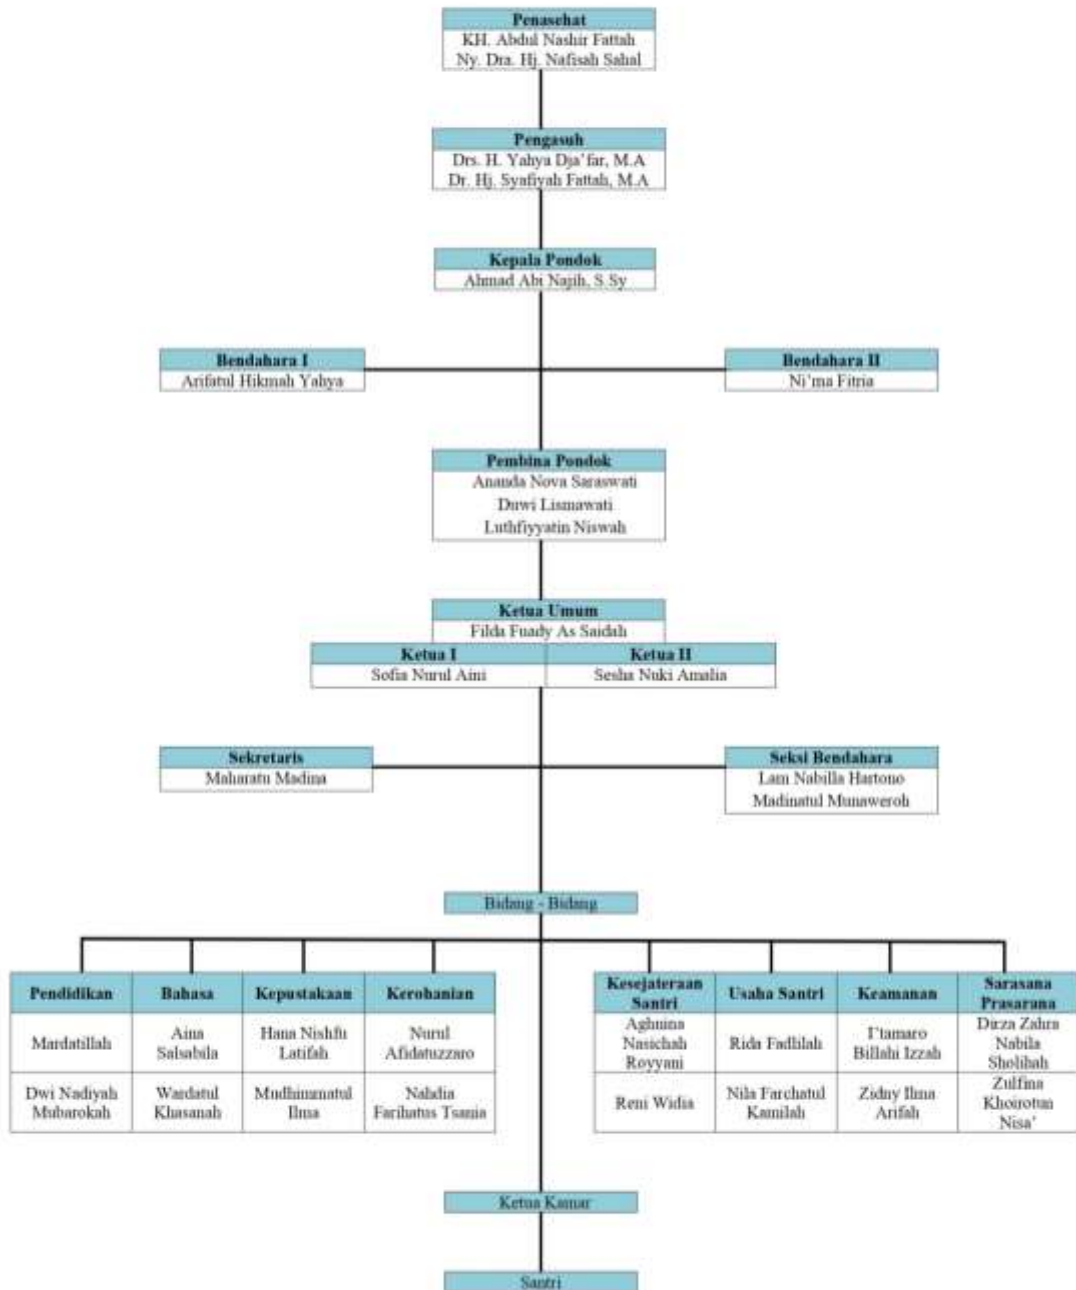 Penasehat
KH. Abdul Nashir Fattah
Ny. Dra. Hj. Nafisah Sahal
Pengasuh
Drs. H. Yahya Dja'far, M.A
Dr. Hj. Syafiyah Fattah, M.A
Kepala Pondok
Ahmad Abi Najih, S.Sy
Bendahara I
Arifatul Hikmah Yahya
Bendahara II
Ni'ma Fitria
Pembina Pondok
Ananda Nova Saraswati
Duwi Lismawati
Luthfiyyatin Niswah
Ketua Umum
Filda Fuady As Saidah
Ketua I
Sofia Nurul Aini
Ketua II
Sesha Nuki Amalia
Sekretaris
Maharatu Madina
Seksi Bendahara
Lam Nabilla Hartono
Madinatul Munaweroh
Bidang - Bidang
Pendidikan
Mardatillah
Dwi Nadiyah
Mubarokah
Bahasa
Aina
Salsabila
Wardatul
Khasanah
Kepustakaan
Hana Nishfu
Latifah
Mudhimmatul
Ilma
Kerohanian
Nurul
Afidatuzzaro
Nahdia
Farihatus Tsania
Kesejateraan
Santri
Aghnina
Nasichah
Royyani
Reni Widia
Usaha Santri
Rida Fadlilah
Nila Farchatul
Kamilah
Keamanan
I'tamaro
Billahi Izzah
Zidny Ilma
Arifah
Sarasana
Prasarana
Dirza Zahra
Nabila
Sholihah
Zulfina
Khoirotun
Nisa'
Ketua Kamar
Santri